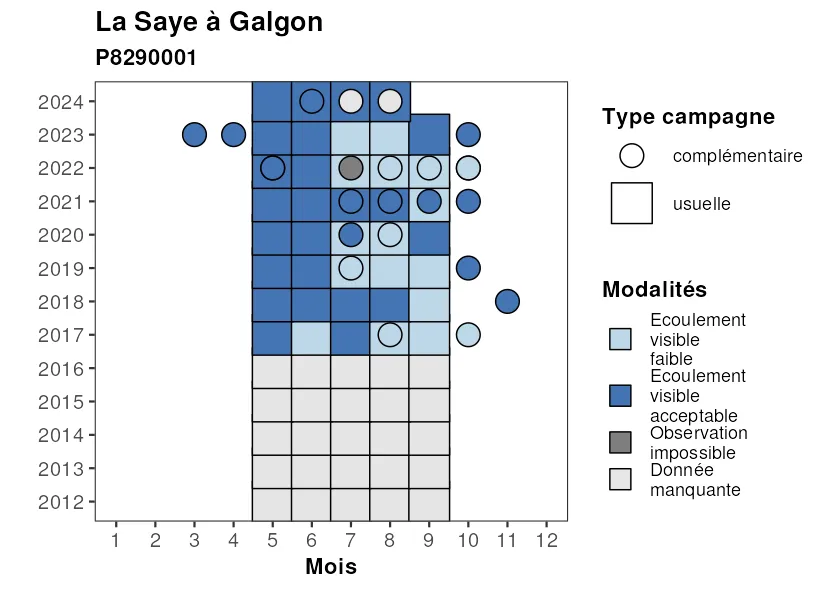 La Saye à Galgon
P8290001
2024
2023
2022
2021
2020
2019
2018
2017
2016
2015
2014
2013
2012
1 2 3 4 5 6 7 8 9 10 11 12
Mois
Type campagne
complémentaire
usuelle
Modalités
Ecoulement
visible
faible
Ecoulement
visible
acceptable
Observation
impossible
Donnée
manquante